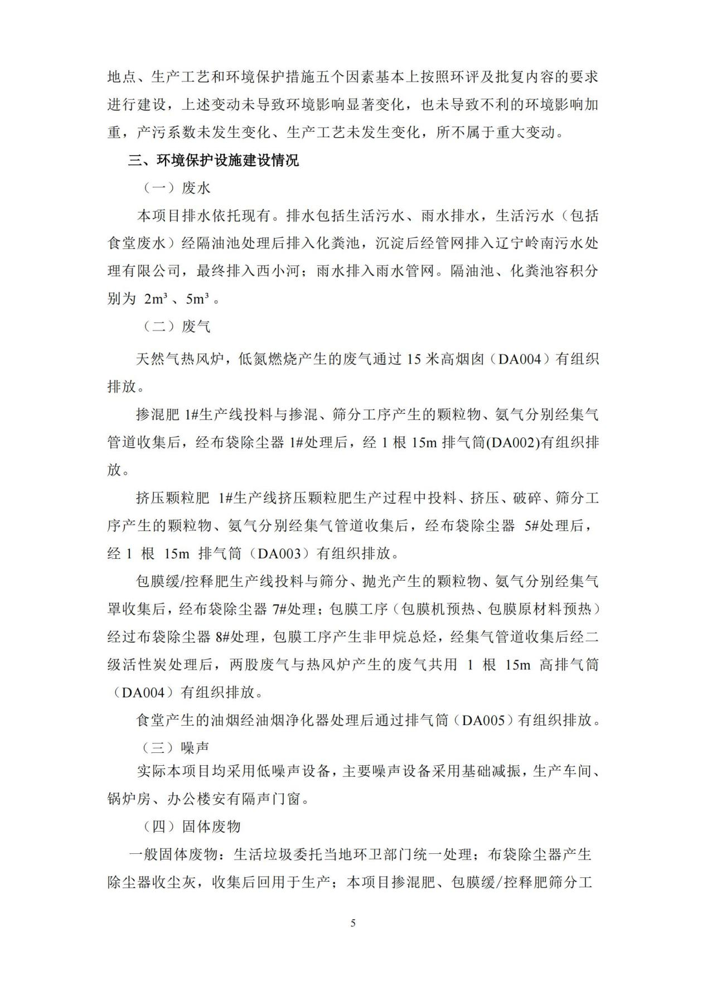 地点、生产工艺和环境保护措施五个因素基本上按照环评及批复内容的要求
进行建设，上述变动未导致环境影响显著变化，也未导致不利的环境影响加
重，产污系数未发生变化、生产工艺未发生变化，所不属于重大变动。
三、环境保护设施建设情况
（一）废水
本项目排水依托现有。排水包括生活污水、雨水排水，生活污水（包括
食堂废水）经隔油池处理后排入化粪池，沉淀后经管网排入辽宁岭南污水处
理有限公司，最终排入西小河；雨水排入雨水管网。隔油池、化粪池容积分
别为 2m³、5m³。
（二）废气
天然气热风炉，低氮燃烧产生的废气通过 15 米高烟囱（DA004）有组织
排放。
掺混肥 1#生产线投料与掺混、筛分工序产生的颗粒物、氨气分别经集气
管道收集后，经布袋除尘器 1#处理后，经 1 根 15m 排气筒(DA002)有组织排
放。
挤压颗粒肥 1#生产线挤压颗粒肥生产过程中投料、挤压、破碎、筛分工
序产生的颗粒物、氨气分别经集气管道收集后，经布袋除尘器 5#处理后，
经 1 根 15m 排气筒（DA003）有组织排放。
包膜缓/控释肥生产线投料与筛分、抛光产生的颗粒物、氨气分别经集气
罩收集后，经布袋除尘器 7#处理；包膜工序（包膜机预热、包膜原材料预热）
经过布袋除尘器 8#处理，包膜工序产生非甲烷总烃，经集气管道收集后经二
级活性炭处理后，两股废气与热风炉产生的废气共用 1 根 15m 高排气筒
（DA004）有组织排放。
食堂产生的油烟经油烟净化器处理后通过排气筒（DA005）有组织排放。
（三）噪声
实际本项目均采用低噪声设备，主要噪声设备采用基础减振，生产车间、
锅炉房、办公楼安有隔声门窗。
（四）固体废物
一般固体废物：生活垃圾委托当地环卫部门统一处理；布袋除尘器产生
除尘器收尘灰，收集后回用于生产；本项目掺混肥、包膜缓/控释肥筛分工
5